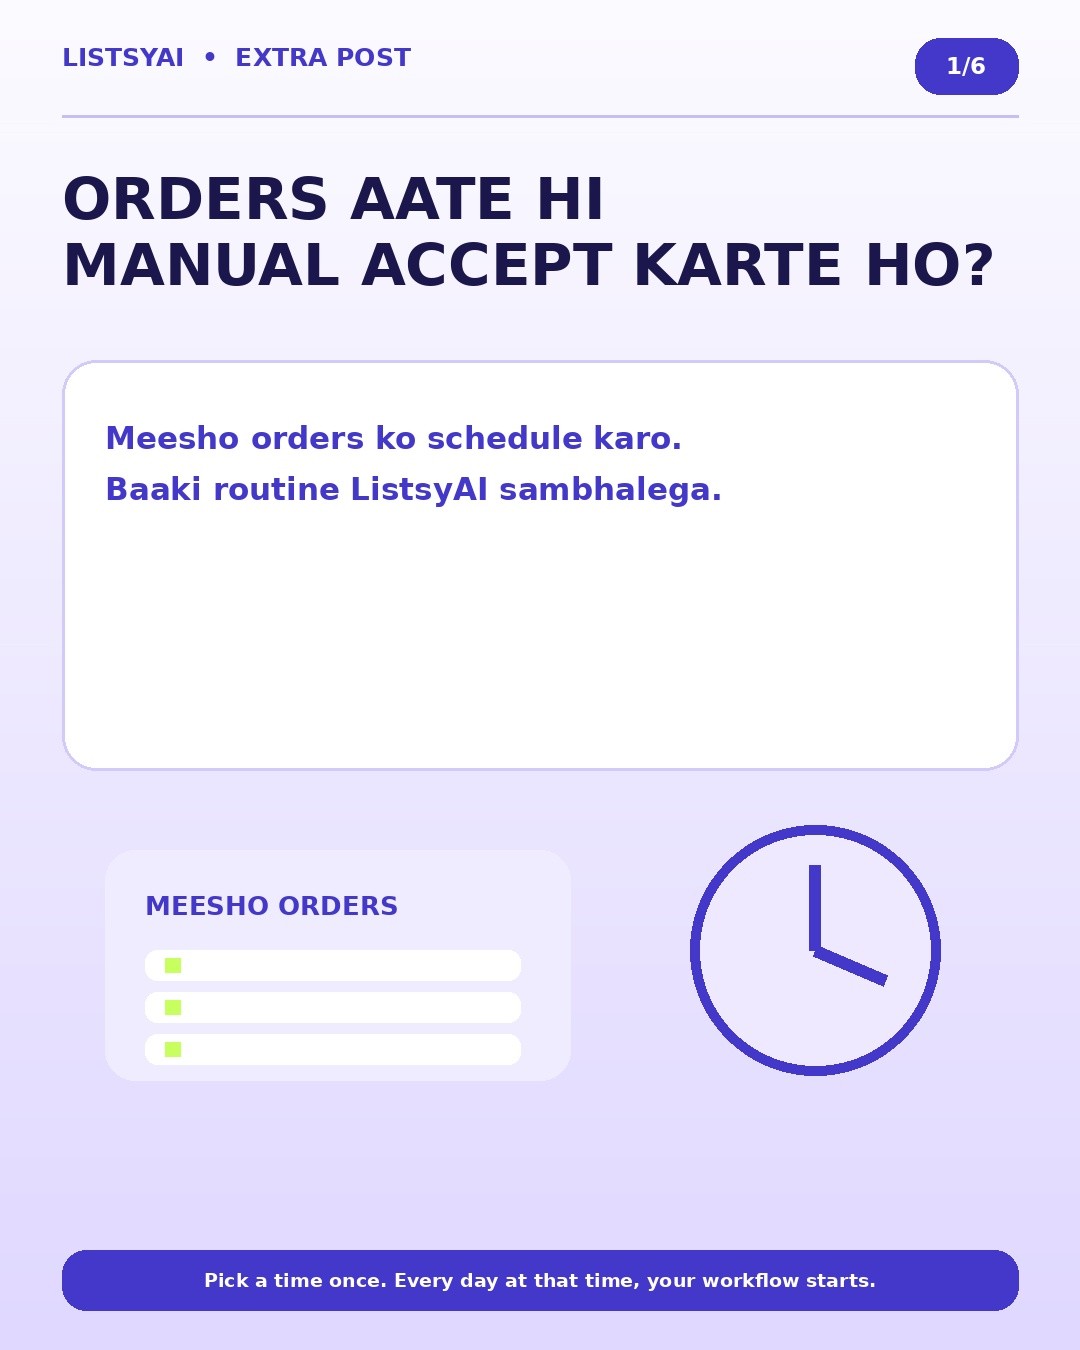 LISTSYAI • EXTRA POST
1/6
ORDERS AATE HI
MANUAL ACCEPT KARTE HO?
Meesho orders ko schedule karo.
Baaki routine ListsyAI sambhalega.
MEESHO ORDERS
Pick a time once. Every day at that time, your workflow starts.